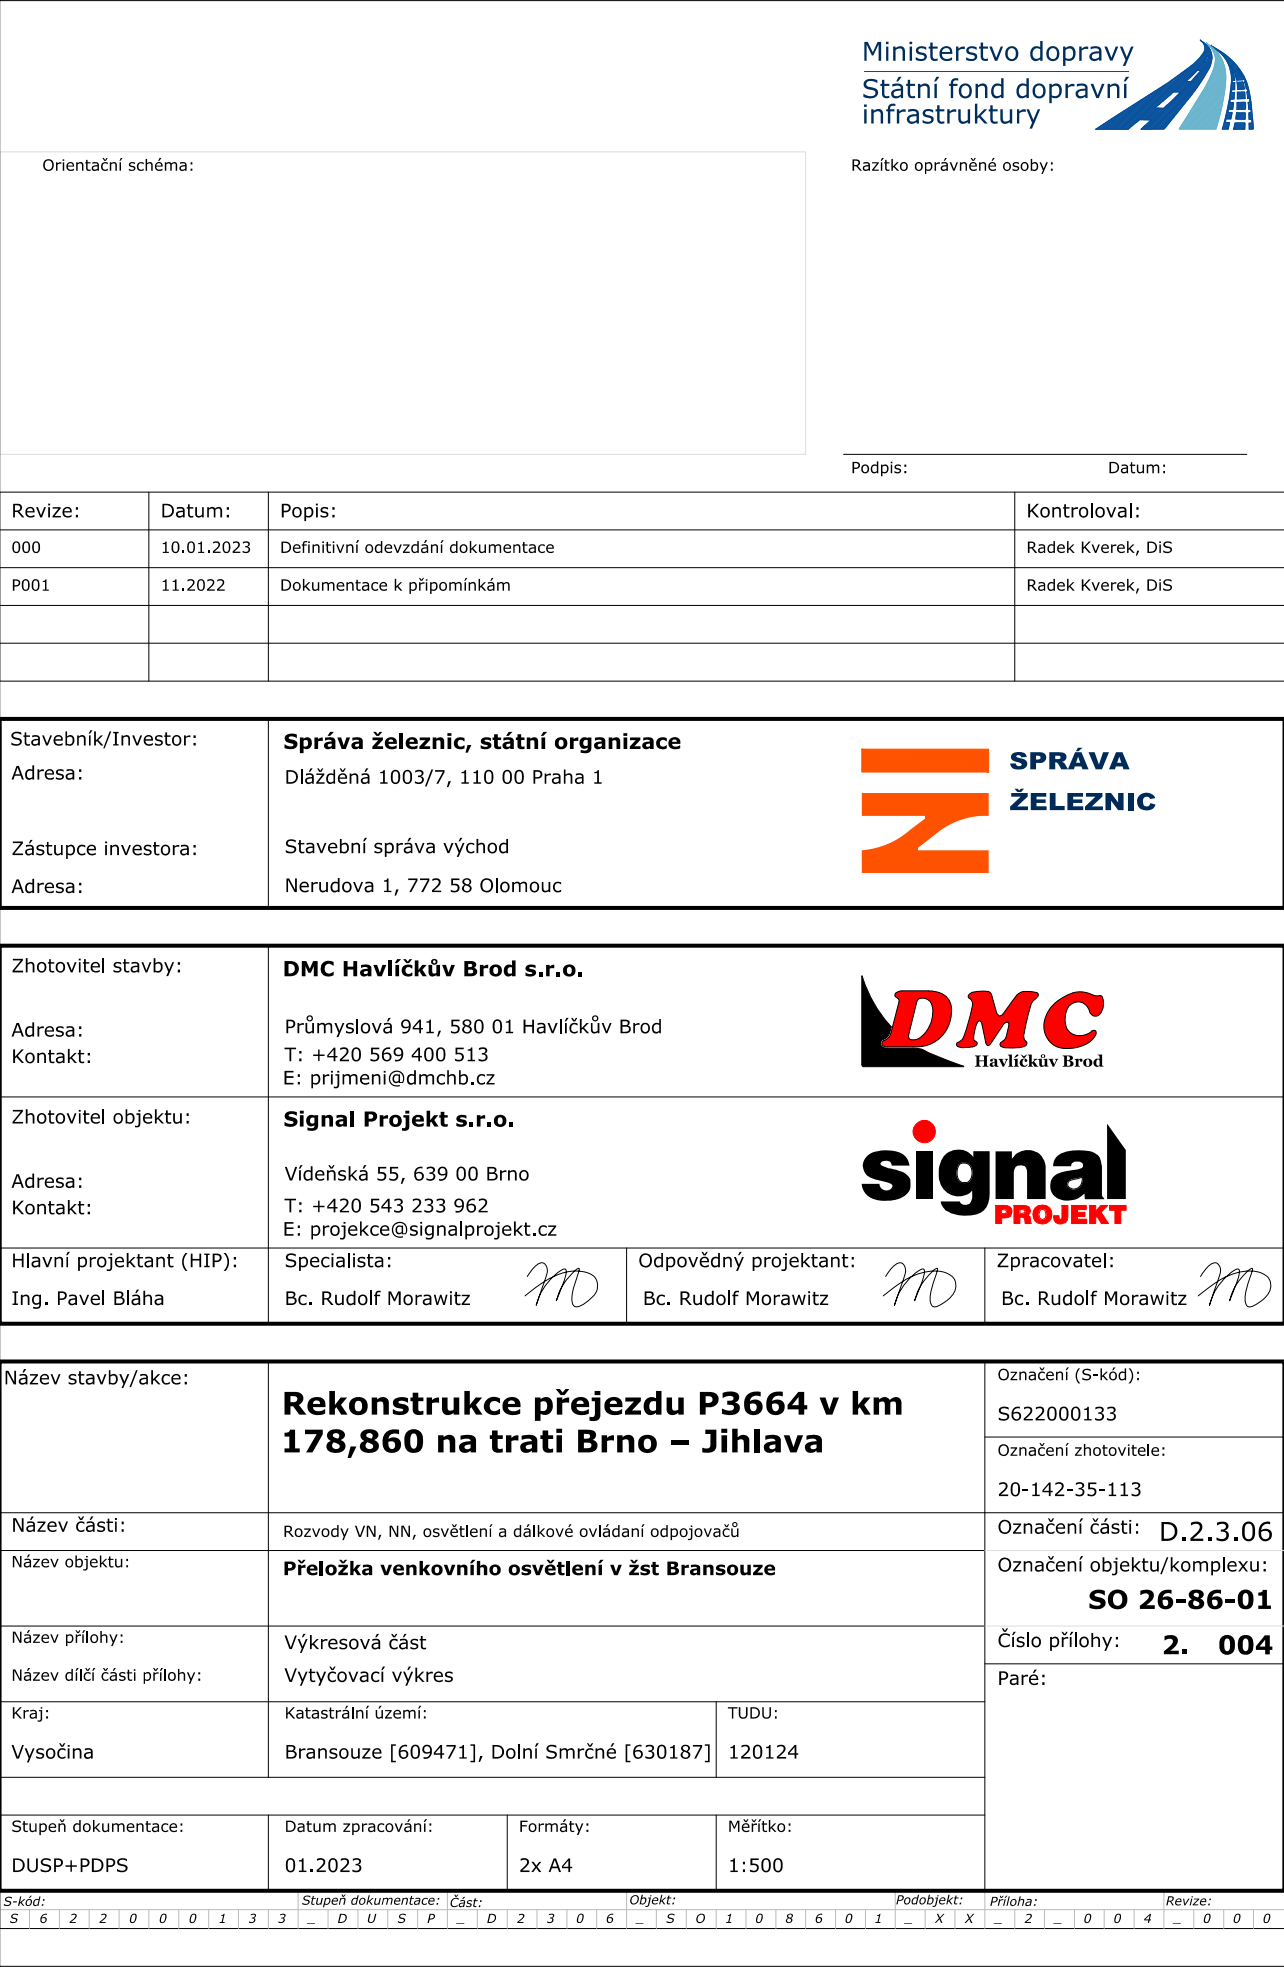 Ministerstvo dopravy
Státní fond dopravní
infrastruktury
Orientační schéma:
Razítko oprávněné osoby:
Podpis: Datum:
Revize: Datum: Popis: Kontroloval:
000 10.01.2023 Definitivní odevzdání dokumentace Radek Kverek, DiS
P001 11.2022 Dokumentace k připomínkám Radek Kverek, DiS
Stavebník/Investor: Správa železnic, státní organizace
Adresa: Dlážděná 1003/7, 110 00 Praha 1
SPRÁVA
ŽELEZNIC
Zástupce investora: Stavební správa východ
Adresa: Nerudova 1, 772 58 Olomouc
Zhotovitel stavby: DMC Havlíčkův Brod s.r.o.
Adresa: Průmyslová 941, 580 01 Havlíčkův Brod
Kontakt: T: +420 569 400 513
E: prijmeni@dmchb.cz
DMC
Havlíčkův Brod
Zhotovitel objektu: Signal Projekt s.r.o.
Adresa: Vídeňská 55, 639 00 Brno
Kontakt: T: +420 543 233 962
E: projekce@signalprojekt.cz
signal
PROJEKT
Hlavní projektant (HIP): Specialista: Odpovědný projektant: Zpracovatel:
Ing. Pavel Bláha Bc. Rudolf Morawitz Bc. Rudolf Morawitz Bc. Rudolf Morawitz
Název stavby/akce:
Rekonstrukce přejezdu P3664 v km
178,860 na trati Brno – Jihlava
Označení (S-kód):
S622000133
Označení zhotovitele:
20-142-35-113
Název části: Rozvody VN, NN, osvětlení a dálkové ovládaní odpojovačů
Označení části: D.2.3.06
Název objektu: Přeložka venkovního osvětlení v žst Bransouze
Označení objektu/komplexu:
SO 26-86-01
Název přílohy: Výkresová část
Číslo přílohy: 2. 004
Název dílčí části přílohy: Vytyčovací výkres
Paré:
Kraj: Katastrální území: TUDU:
Vysočina Bransouze [609471], Dolní Smrčné [630187] 120124
Stupeň dokumentace: Datum zpracování: Formáty: Měřítko:
DUSP+PDPS 01.2023 2x A4 1:500
S-kód: Stupeň dokumentace: Část: Objekt: Podobjekt: Příloha: Revize:
S 6 2 2 0 0 0 1 3 3 _ D U S P _ D 2 3 0 6 _ S O 1 0 8 6 0 1 _ X X _ 2 _ 0 0 4 _ 0 0 0